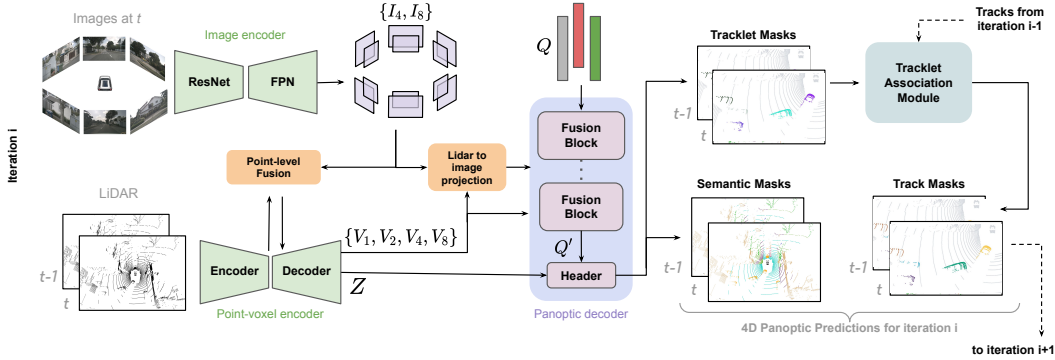 Images at t
Image encoder
{I4, I8}
ResNet
FPN
Q
Tracklet Masks
Tracks from
iteration i-1
Tracklet
Association
Module
t-1
t
Iteration i
Fusion
Block
Point-level
Fusion
Lidar to
image
projection
Fusion
Block
LiDAR
{V1, V2, V4, V8}
Semantic Masks
Track Masks
Encoder
Decoder
Z
Q′
Header
t-1
t
t-1
t
t-1
t
Point-voxel encoder
Panoptic decoder
4D Panoptic Predictions for iteration i
to iteration i+1